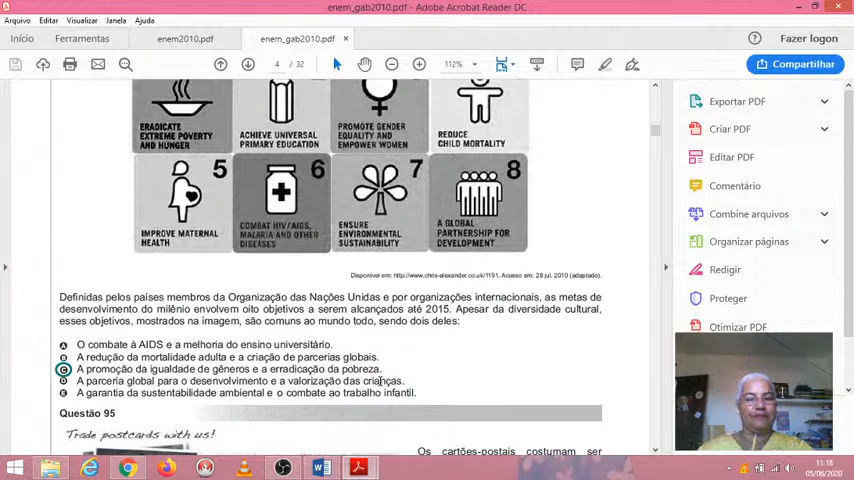 enem_gab2010.pdf - Adobe Acrobat Reader DC
Arquivo Editar Visualizar Janela Ajuda
Início Ferramentas enem2010.pdf enem_gab2010.pdf × Fazer logon
4 / 32 112% Compartilhar
ERADICATE
EXTREME POVERTY
AND HUNGER
ACHIEVE UNIVERSAL
PRIMARY EDUCATION
PROMOTE GENDER
EQUALITY AND
EMPOWER WOMEN
REDUCE
CHILD MORTALITY
5
IMPROVE MATERNAL
HEALTH
6
COMBAT HIV/AIDS,
MALARIA AND OTHER
DISEASES
7
ENSURE
ENVIRONMENTAL
SUSTAINABILITY
8
A GLOBAL
PARTNERSHIP FOR
DEVELOPMENT
Disponível em: http://www.chris-alexander.co.uk/1191. Acesso em: 28 jul. 2010 (adaptado).
Definidas pelos países membros da Organização das Nações Unidas e por organizações internacionais, as metas de
desenvolvimento do milênio envolvem oito objetivos a serem alcançados até 2015. Apesar da diversidade cultural,
esses objetivos, mostrados na imagem, são comuns ao mundo todo, sendo dois deles:
A O combate à AIDS e a melhoria do ensino universitário.
B A redução da mortalidade adulta e a criação de parcerias globais.
C A promoção da igualdade de gêneros e a erradicação da pobreza.
D A parceria global para o desenvolvimento e a valorização das crianças.
E A garantia da sustentabilidade ambiental e o combate ao trabalho infantil.
Questão 95
Trade postcards with us!
Os cartões-postais costumam ser
Exportar PDF
Criar PDF
Editar PDF
Comentário
Combine arquivos
Organizar páginas
Redigir
Proteger
Otimizar PDF
11:18
05/06/2020